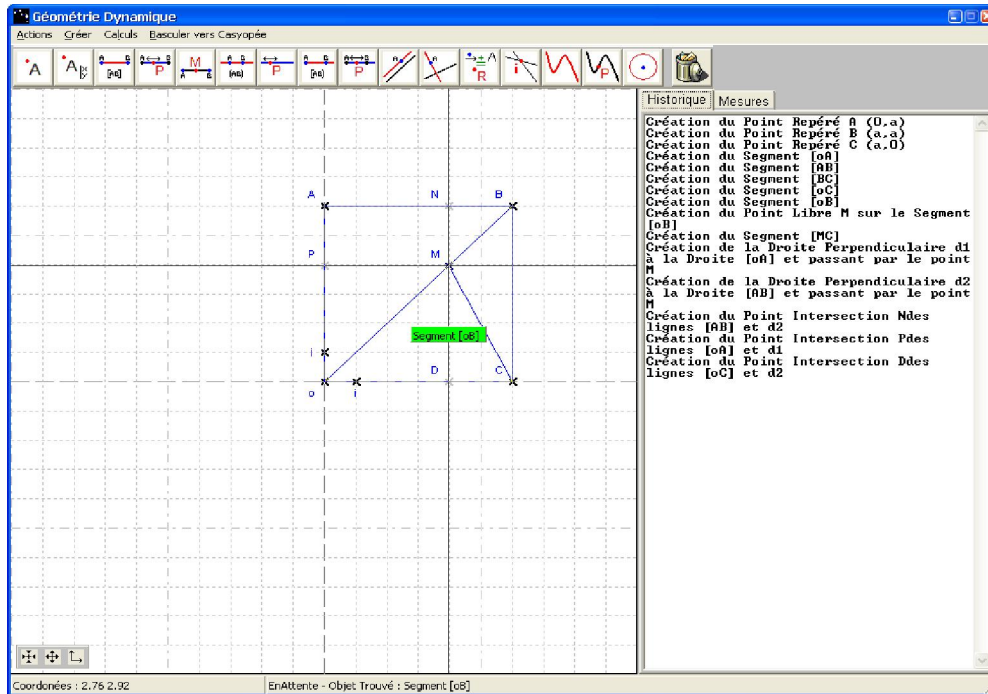 Géométrie Dynamique
Actions Créer Calculs Basculer vers Casyopée
Historique Mesures
Création du Point Repéré A (0,a)
Création du Point Repéré B (a,a)
Création du Point Repéré C (a,0)
Création du Segment [oA]
Création du Segment [AB]
Création du Segment [BC]
Création du Segment [oC]
Création du Segment [oB]
Création du Point Libre M sur le Segment
[oB]
Création du Segment [MC]
Création de la Droite Perpendiculaire d1
à la Droite [oA] et passant par le point
M
Création de la Droite Perpendiculaire d2
à la Droite [AB] et passant par le point
M
Création du Point Intersection Ndes
lignes [AB] et d2
Création du Point Intersection Pdes
lignes [oA] et d1
Création du Point Intersection Ddes
lignes [oC] et d2
A N B
P M
Segment [oB]
j
D C
o i
Coordonées : 2.76 2.92 EnAttente - Objet Trouvé : Segment [oB]